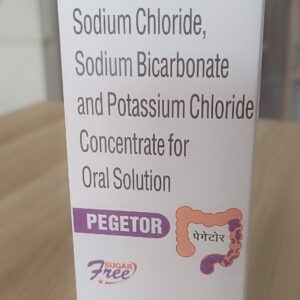 Sodium Chloride,
Sodium Bicarbonate
and Potassium Chloride
Concentrate for
Oral Solution
PEGETOR
पेगेटोर
SUGAR
Free